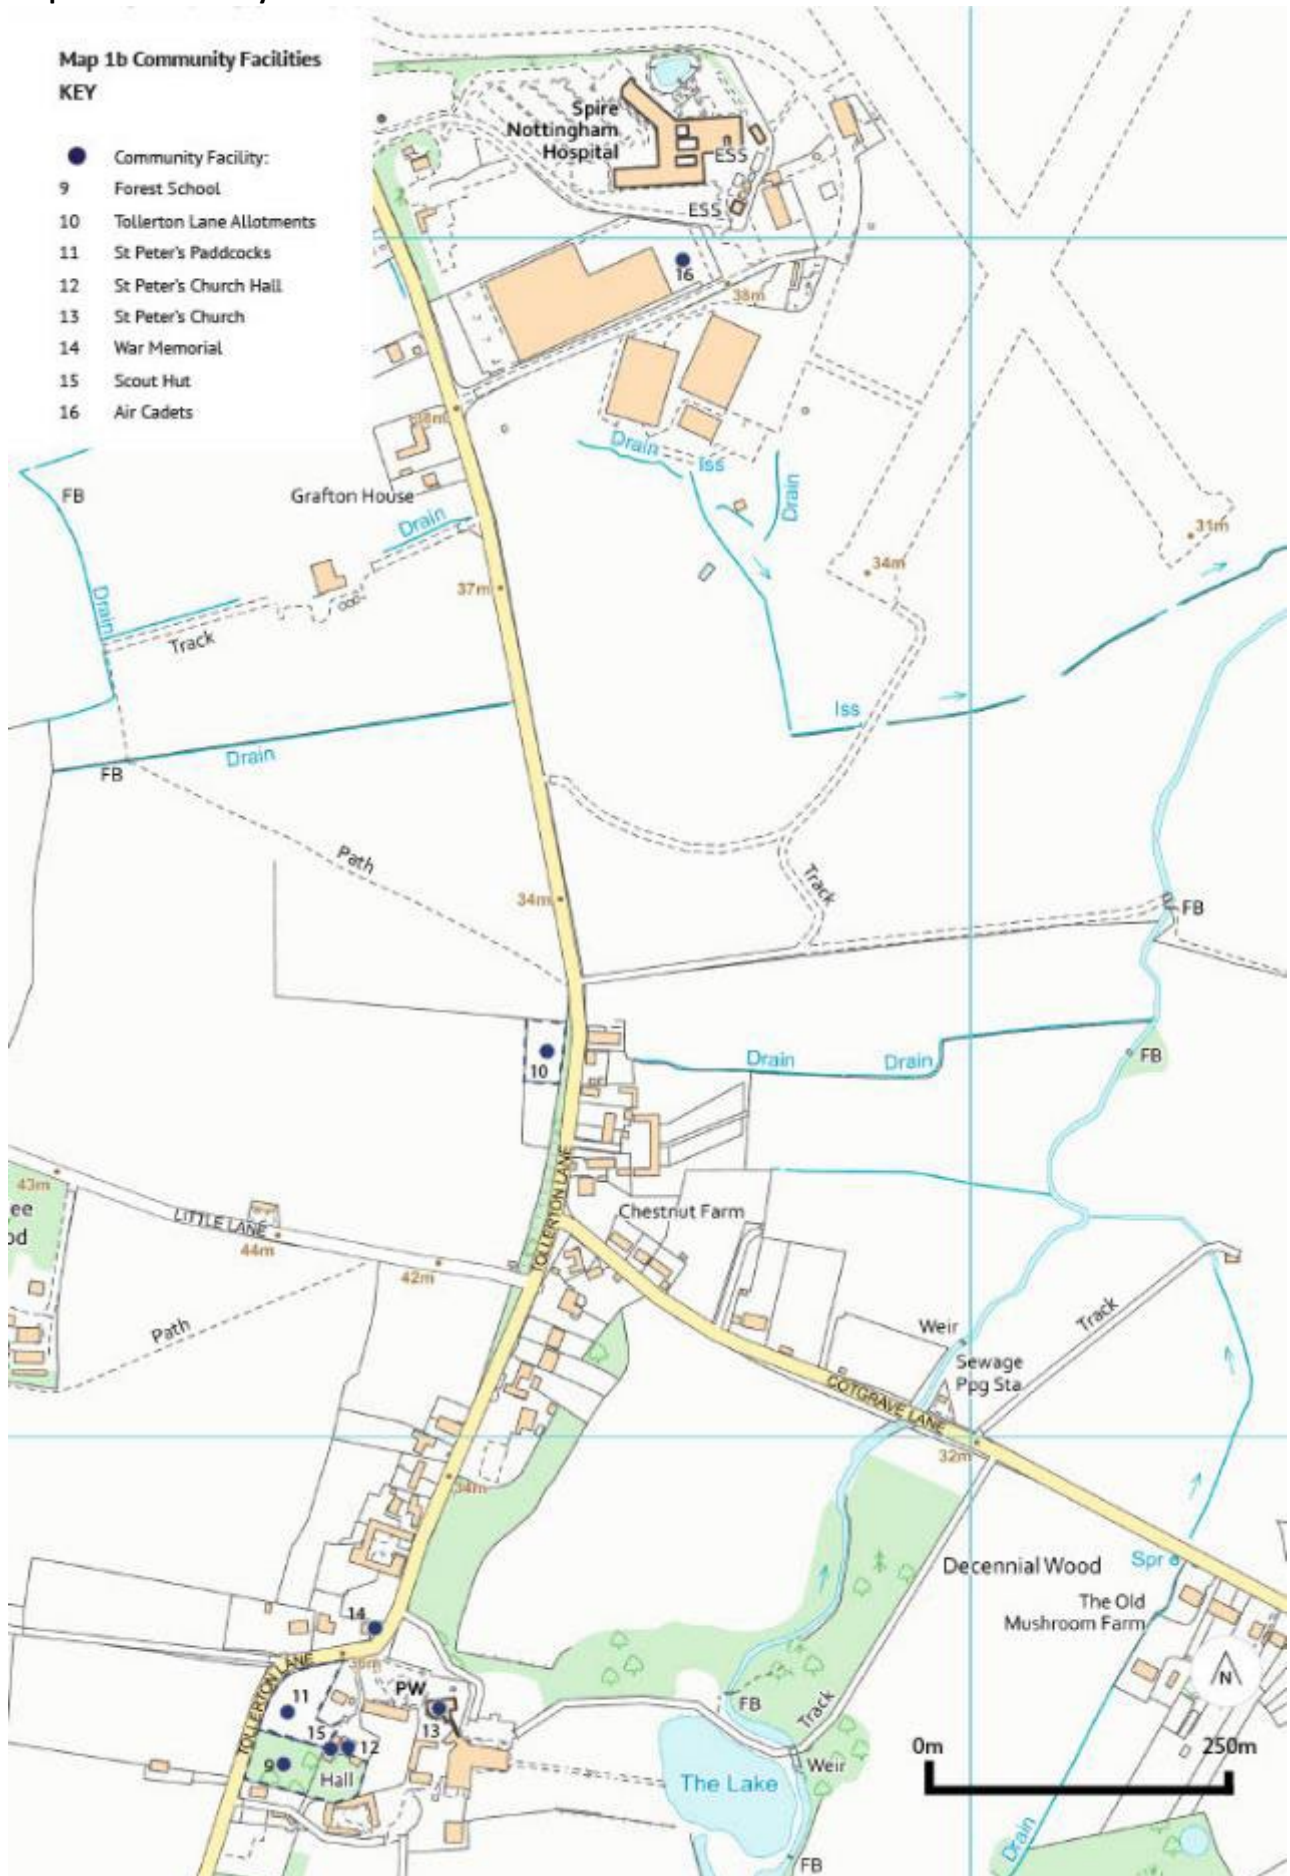 Map 1b Community Facilities
KEY
Community Facility:
9 Forest School
10 Tollerton Lane Allotments
11 St Peter's Paddcocks
12 St Peter's Church Hall
13 St Peter's Church
14 War Memorial
15 Scout Hut
16 Air Cadets
Spire
Nottingham
Hospital
ESS
ESS
16
38m
38m
Drain
Iss
FB
Grafton House
Drain
Drain
31m
34m
37m
Drain
Track
Iss
Drain
FB
Path
Track
34m
FB
10
Drain
Drain
FB
43m
ee
od
LITTLE LANE
44m
42m
TOLLERTON LANE
Chestnut Farm
Path
Weir
Track
Sewage
Ppg Sta
COTGRAVE LANE
32m
34m
Decennial Wood
Spr
The Old
Mushroom Farm
14
TOLLERTON LANE
36m
PW
N
11
13
FB
Track
15
12
9
Hall
The Lake
Weir
0m
250m
Drain
FB